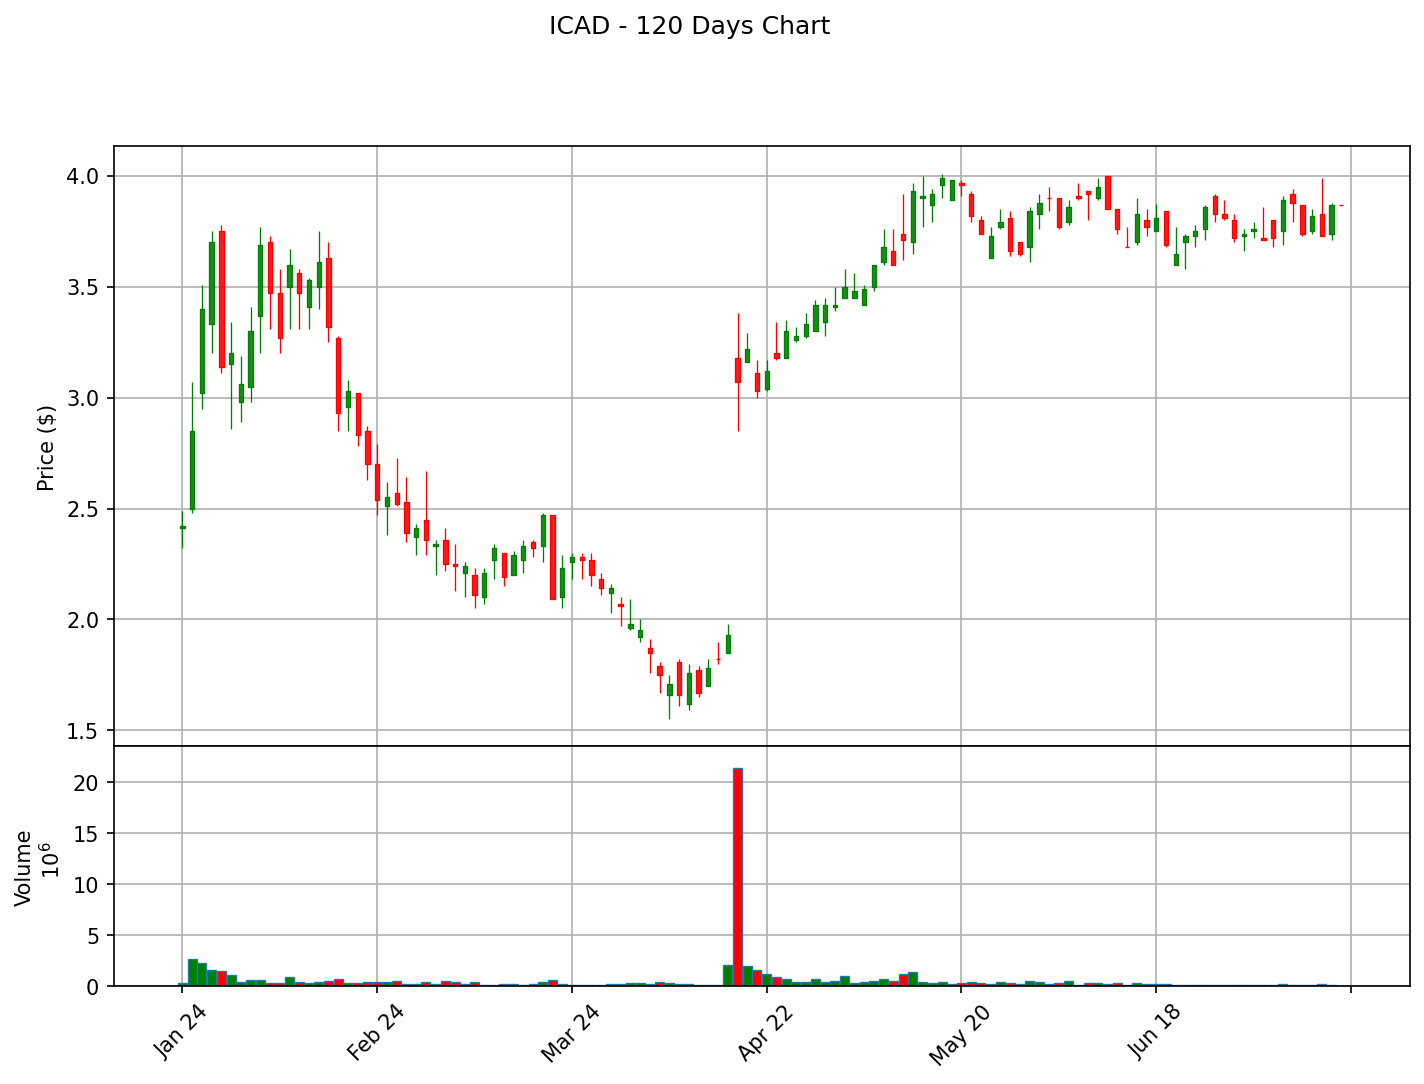 ICAD - 120 Days Chart
Price ($)
4.0
3.5
3.0
2.5
2.0
1.5
Volume
10⁶
20
15
10
5
0
Jan 24
Feb 24
Mar 24
Apr 22
May 20
Jun 18